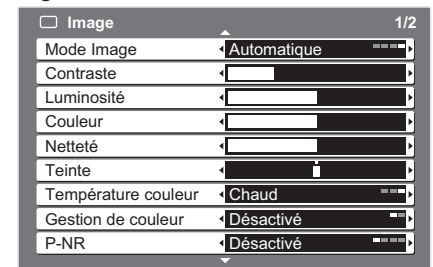 Image 1/2
Mode Image Automatique
Contraste
Luminosité
Couleur
Netteté
Teinte
Température couleur Chaud
Gestion de couleur Désactivé
P-NR Désactivé